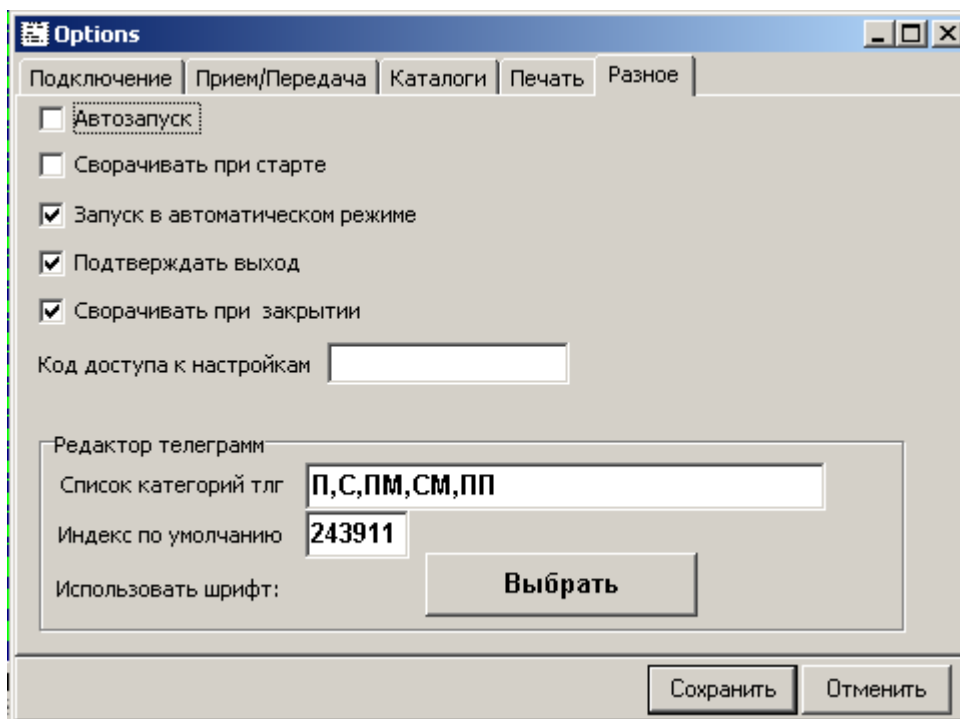 Options
Подключение Прием/Передача Каталоги Печать Разное
Автозапуск
Сворачивать при старте
Запуск в автоматическом режиме
Подтверждать выход
Сворачивать при закрытии
Код доступа к настройкам
Редактор телеграмм
Список категорий тлг П,С,ПМ,СМ,ПП
Индекс по умолчанию 243911
Использовать шрифт: Выбрать
Сохранить Отменить